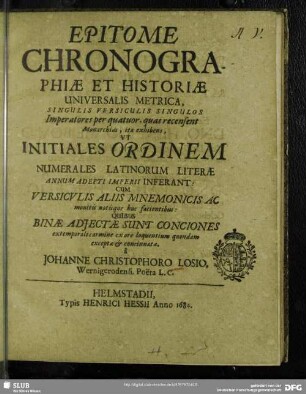 EPITOME
CHRONOGRA-
PHIÆ ET HISTORIÆ
UNIVERSALIS METRICA,
SINGULIS VERSICULIS SINGULOS
Imperatores per quatuor, quas recensent
Monarchias, ita exhibens,
UT
INITIALES ORDINEM
NUMERALES LATINORUM LITERÆ
ANNUM ADEPTI IMPERII INFERANT:
CUM
VERSICULIS ALIIS MNEMONICIS AC
monitis notisque huc facientibus:
QUIBUS
BINÆ ADJECTÆ SUNT CONCIONES
extemporali carmine ex ore loquentium quondam
exceptæ & concinnatæ.
JOHANNE CHRISTOPHORO LOSIO,
Wernigerodensi, Poëta L. C.
HELMSTADII,
Typis HENRICI HESSII Anno 1680.
SLUB